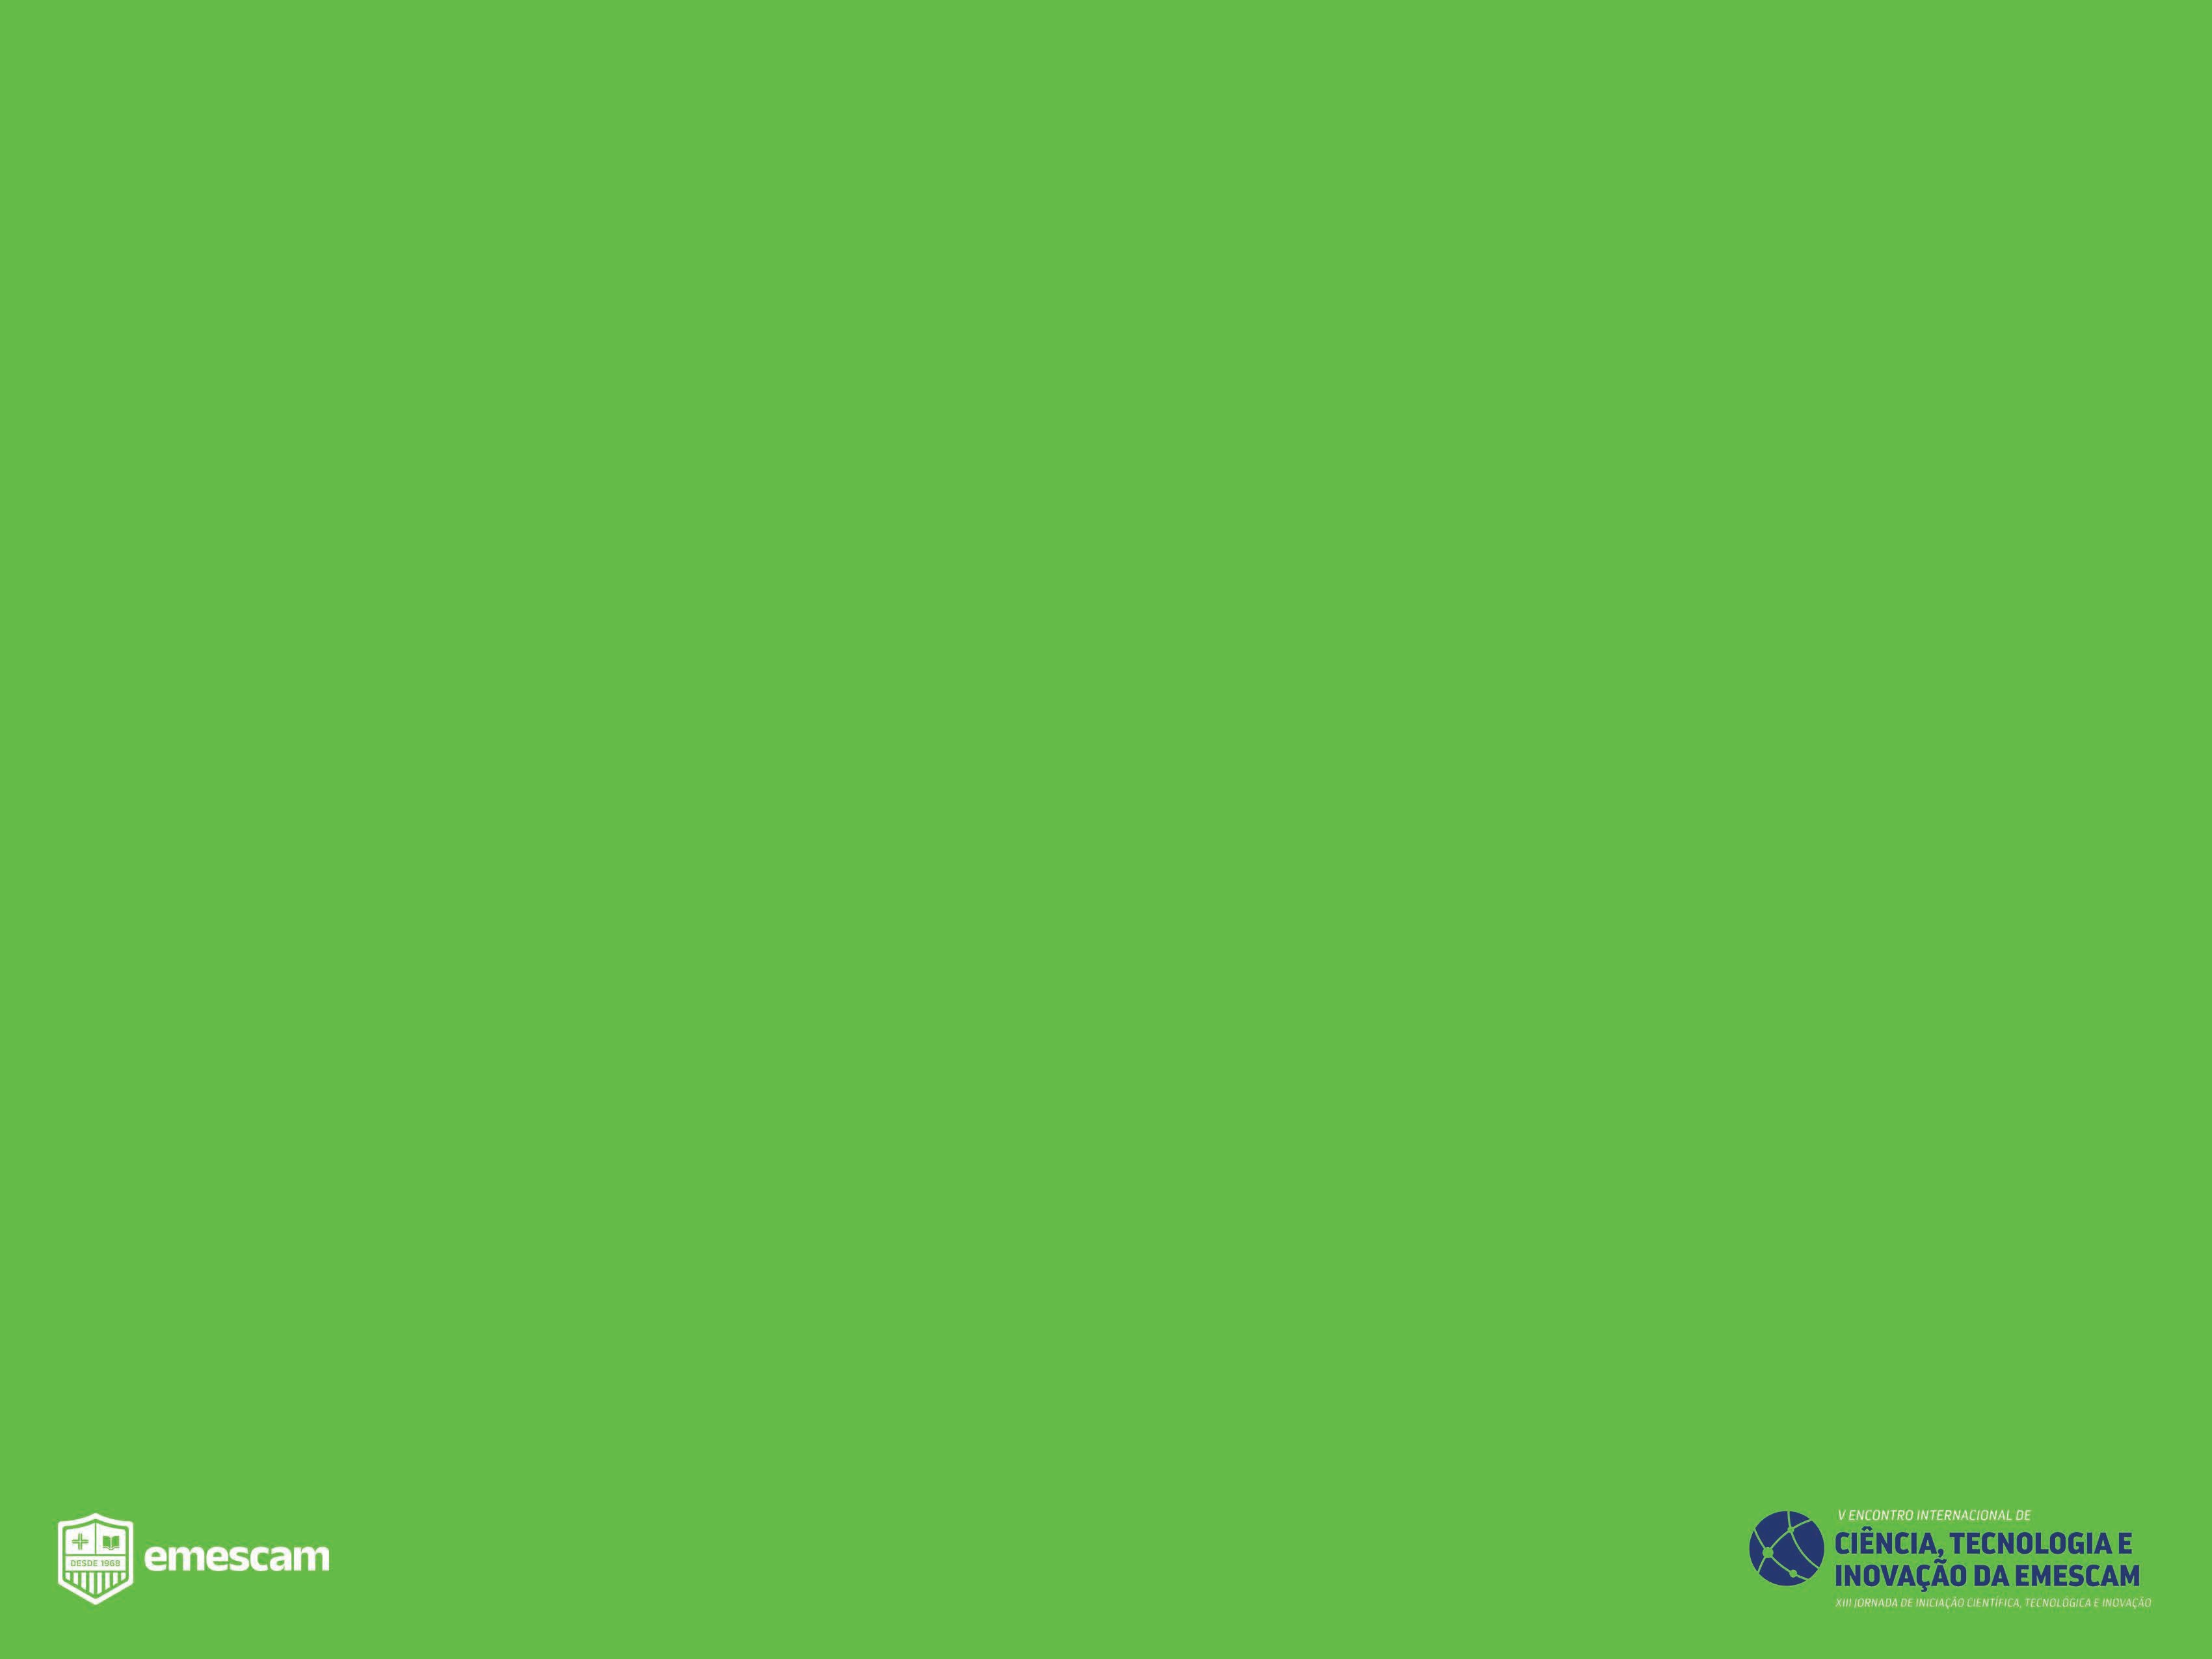 DESDE 1968
emescam
V ENCONTRO INTERNACIONAL DE
CIÊNCIA, TECNOLOGIA E
INOVAÇÃO DA EMESCAM
XIII JORNADA DE INICIAÇÃO CIENTÍFICA, TECNOLÓGICA E INOVAÇÃO